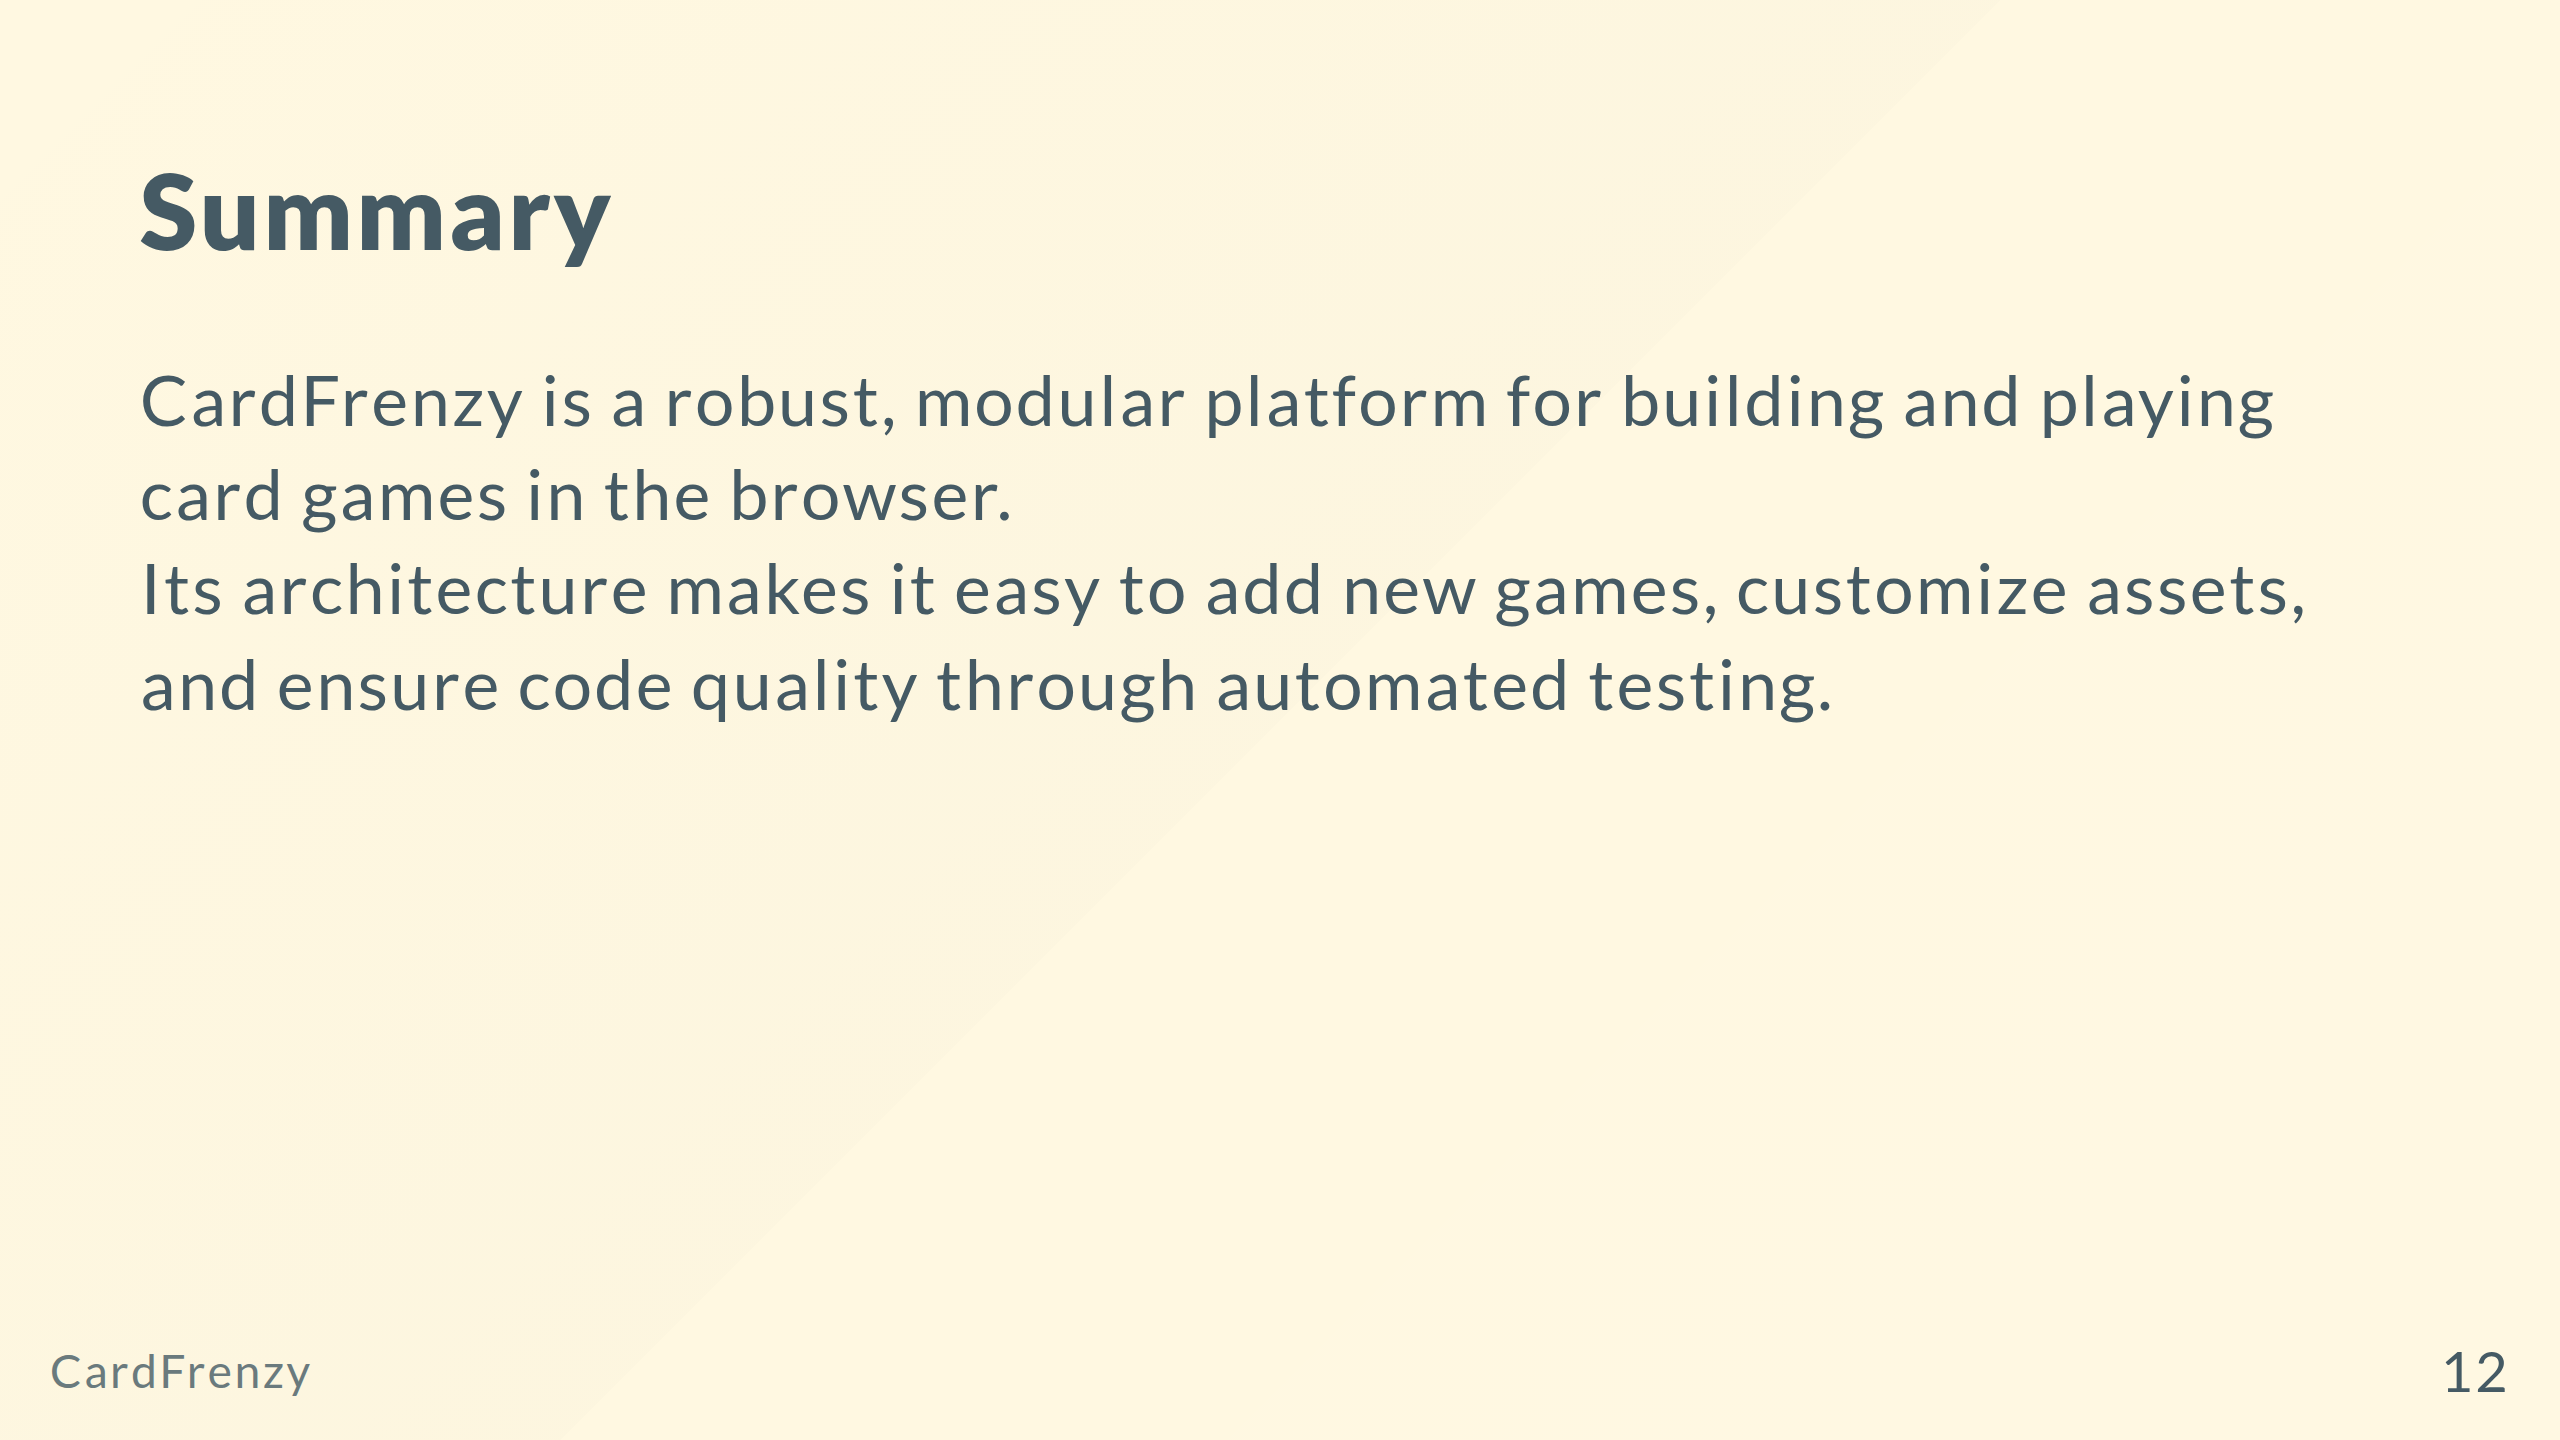 Summary
CardFrenzy is a robust, modular platform for building and playing
card games in the browser.
Its architecture makes it easy to add new games, customize assets,
and ensure code quality through automated testing.
CardFrenzy
12